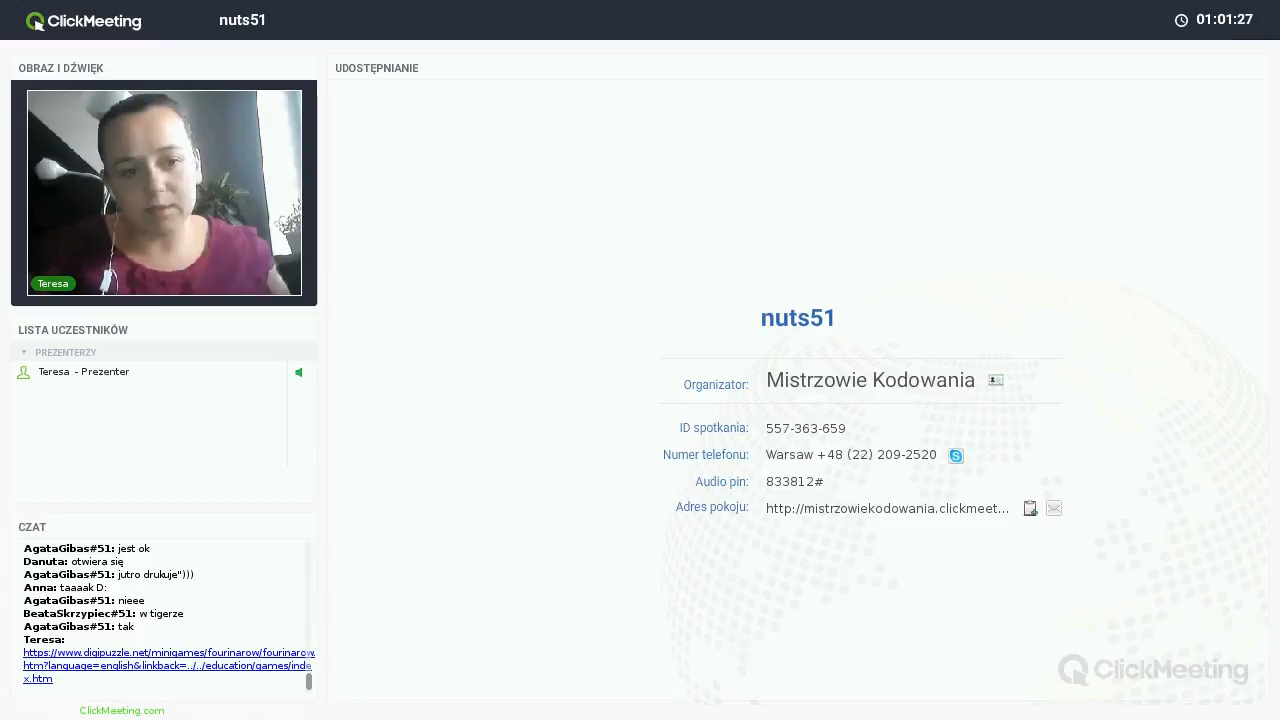 ClickMeeting
nuts51
01:01:27
OBRAZ I DŹWIĘK
Teresa
LISTA UCZESTNIKÓW
PREZENTERZY
Teresa - Prezenter
CZAT
AgataGibas#51: jest ok
Danuta: otwiera się
AgataGibas#51: jutro drukuje")))
Anna: taaaak D:
AgataGibas#51: nieee
BeataSkrzypiec#51: w tigerze
AgataGibas#51: tak
Teresa:
https://www.digipuzzle.net/minigames/fourinarow/fourinarow.
htm?language=english&linkback=../../education/games/inde
x.htm
ClickMeeting.com
UDOSTĘPNIANIE
nuts51
Organizator: Mistrzowie Kodowania
ID spotkania: 557-363-659
Numer telefonu: Warsaw +48 (22) 209-2520
Audio pin: 833812#
Adres pokoju: http://mistrzowiekodowania.clickmeet...
ClickMeeting